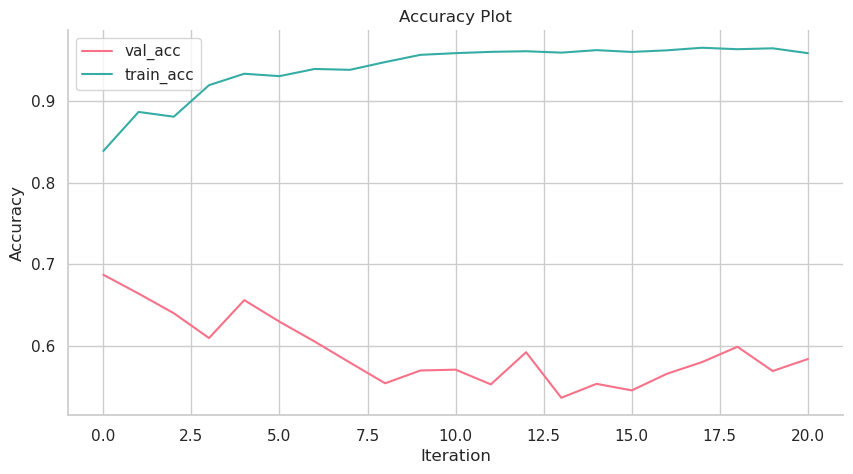 Accuracy Plot
val_acc
train_acc
Accuracy
0.9
0.8
0.7
0.6
0.0 2.5 5.0 7.5 10.0 12.5 15.0 17.5 20.0
Iteration